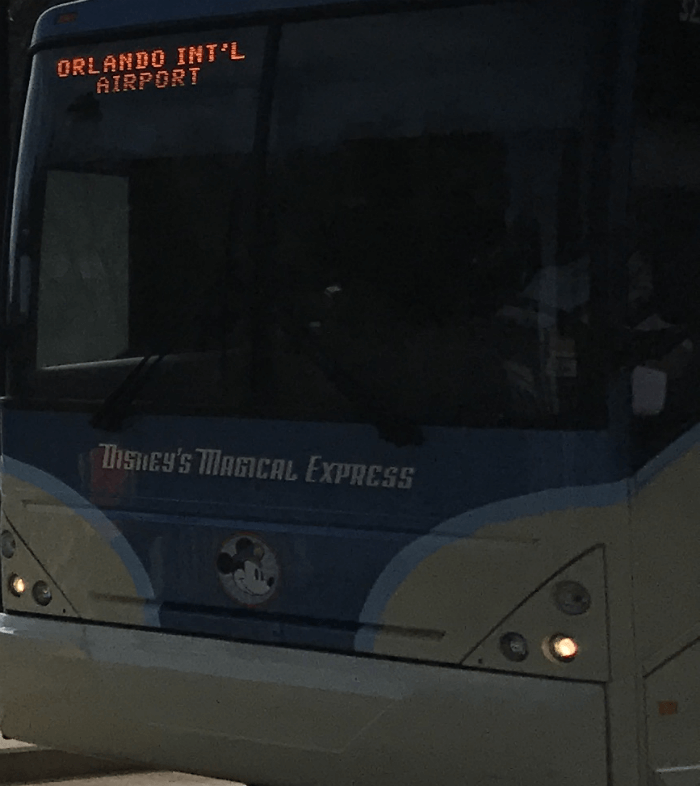 ORLANDO INT'L
AIRPORT
DISNEY'S MAGICAL EXPRESS